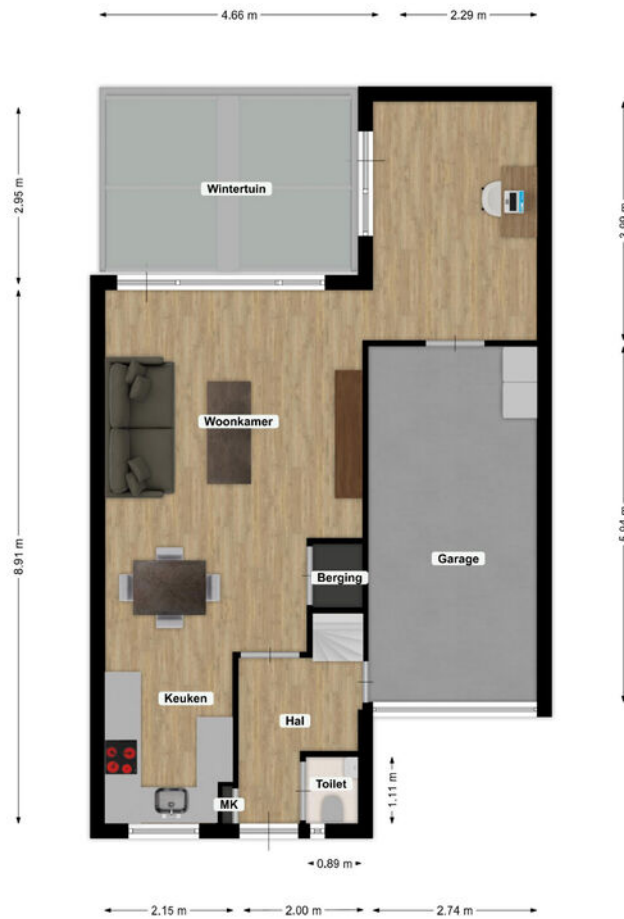 4.66 m
2.29 m
2.95 m
Wintertuin
Woonkamer
8.91 m
Berging
Garage
Keuken
Hal
Toilet
MK
1.11 m
0.89 m
2.15 m
2.00 m
2.74 m